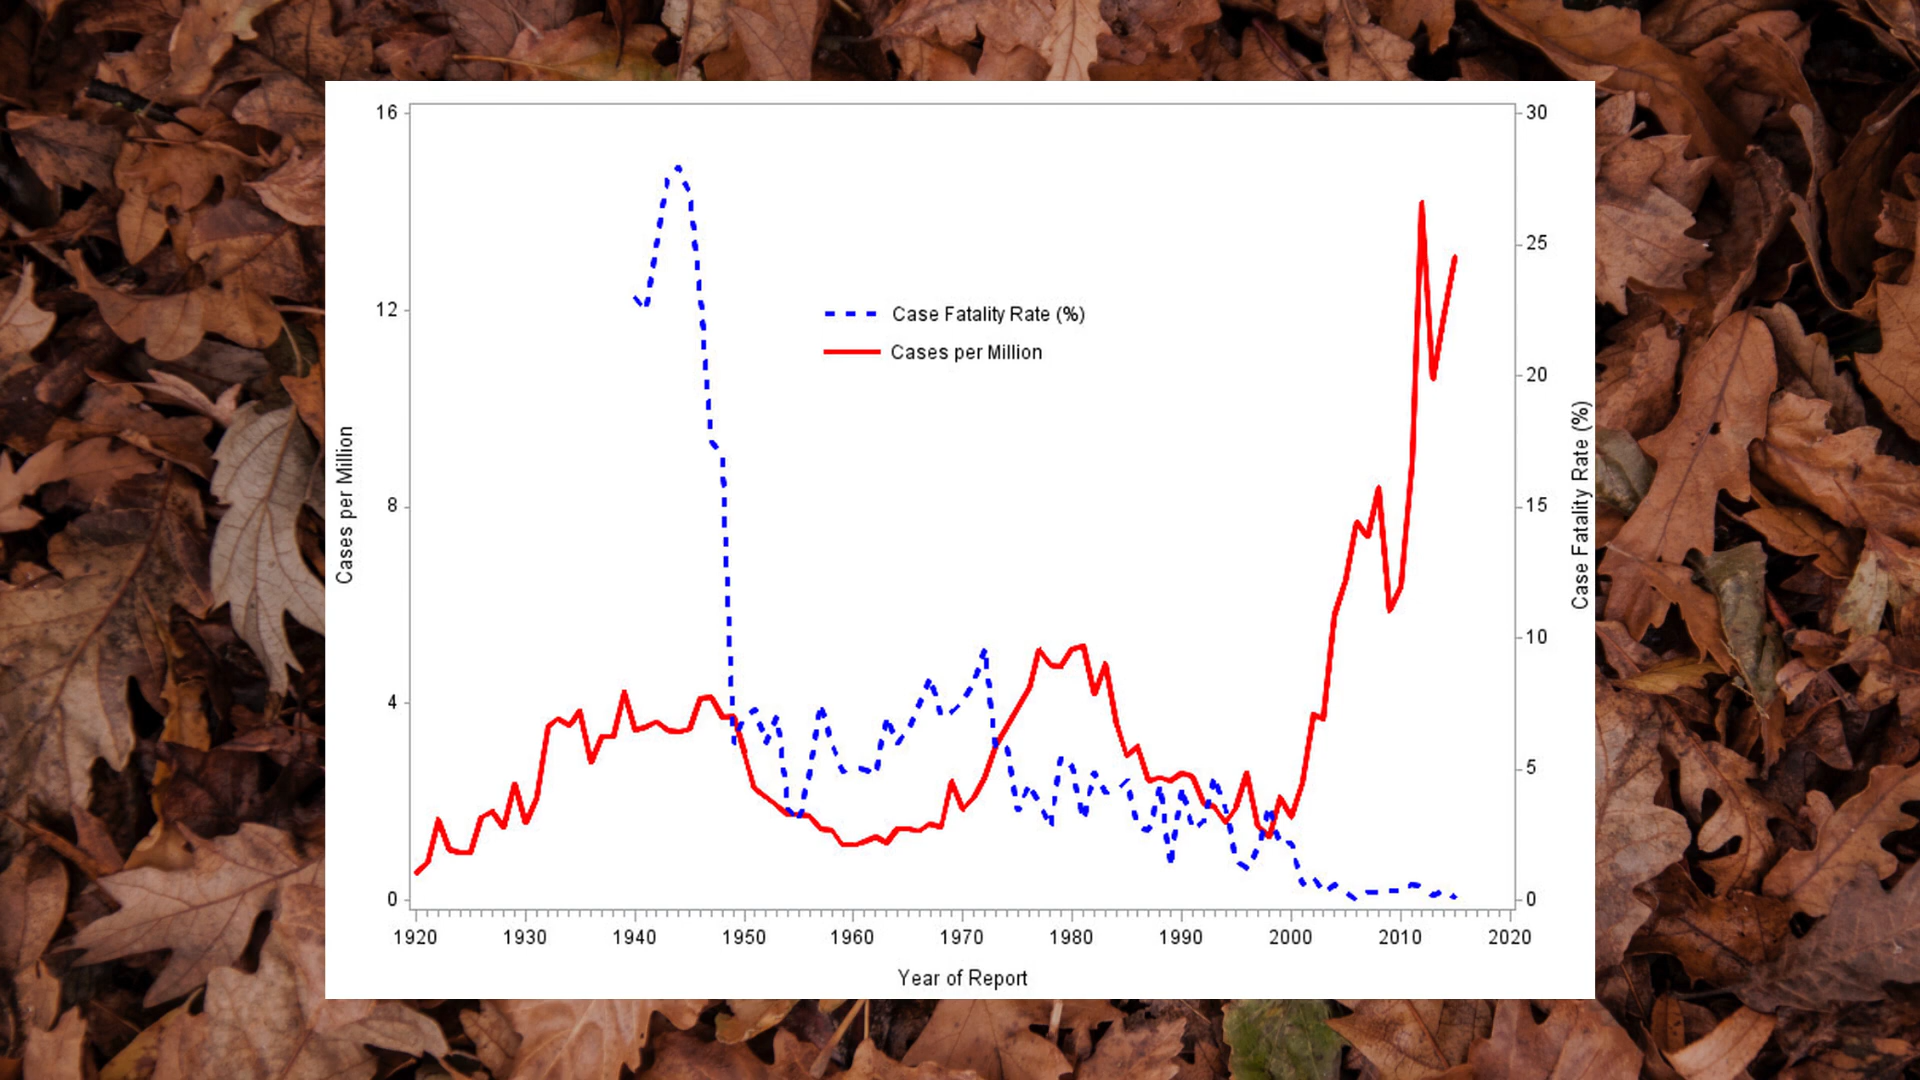 16
12
8
4
0
Cases per Million
30
25
20
15
10
5
0
Case Fatality Rate (%)
Case Fatality Rate (%)
Cases per Million
1920 1930 1940 1950 1960 1970 1980 1990 2000 2010 2020
Year of Report